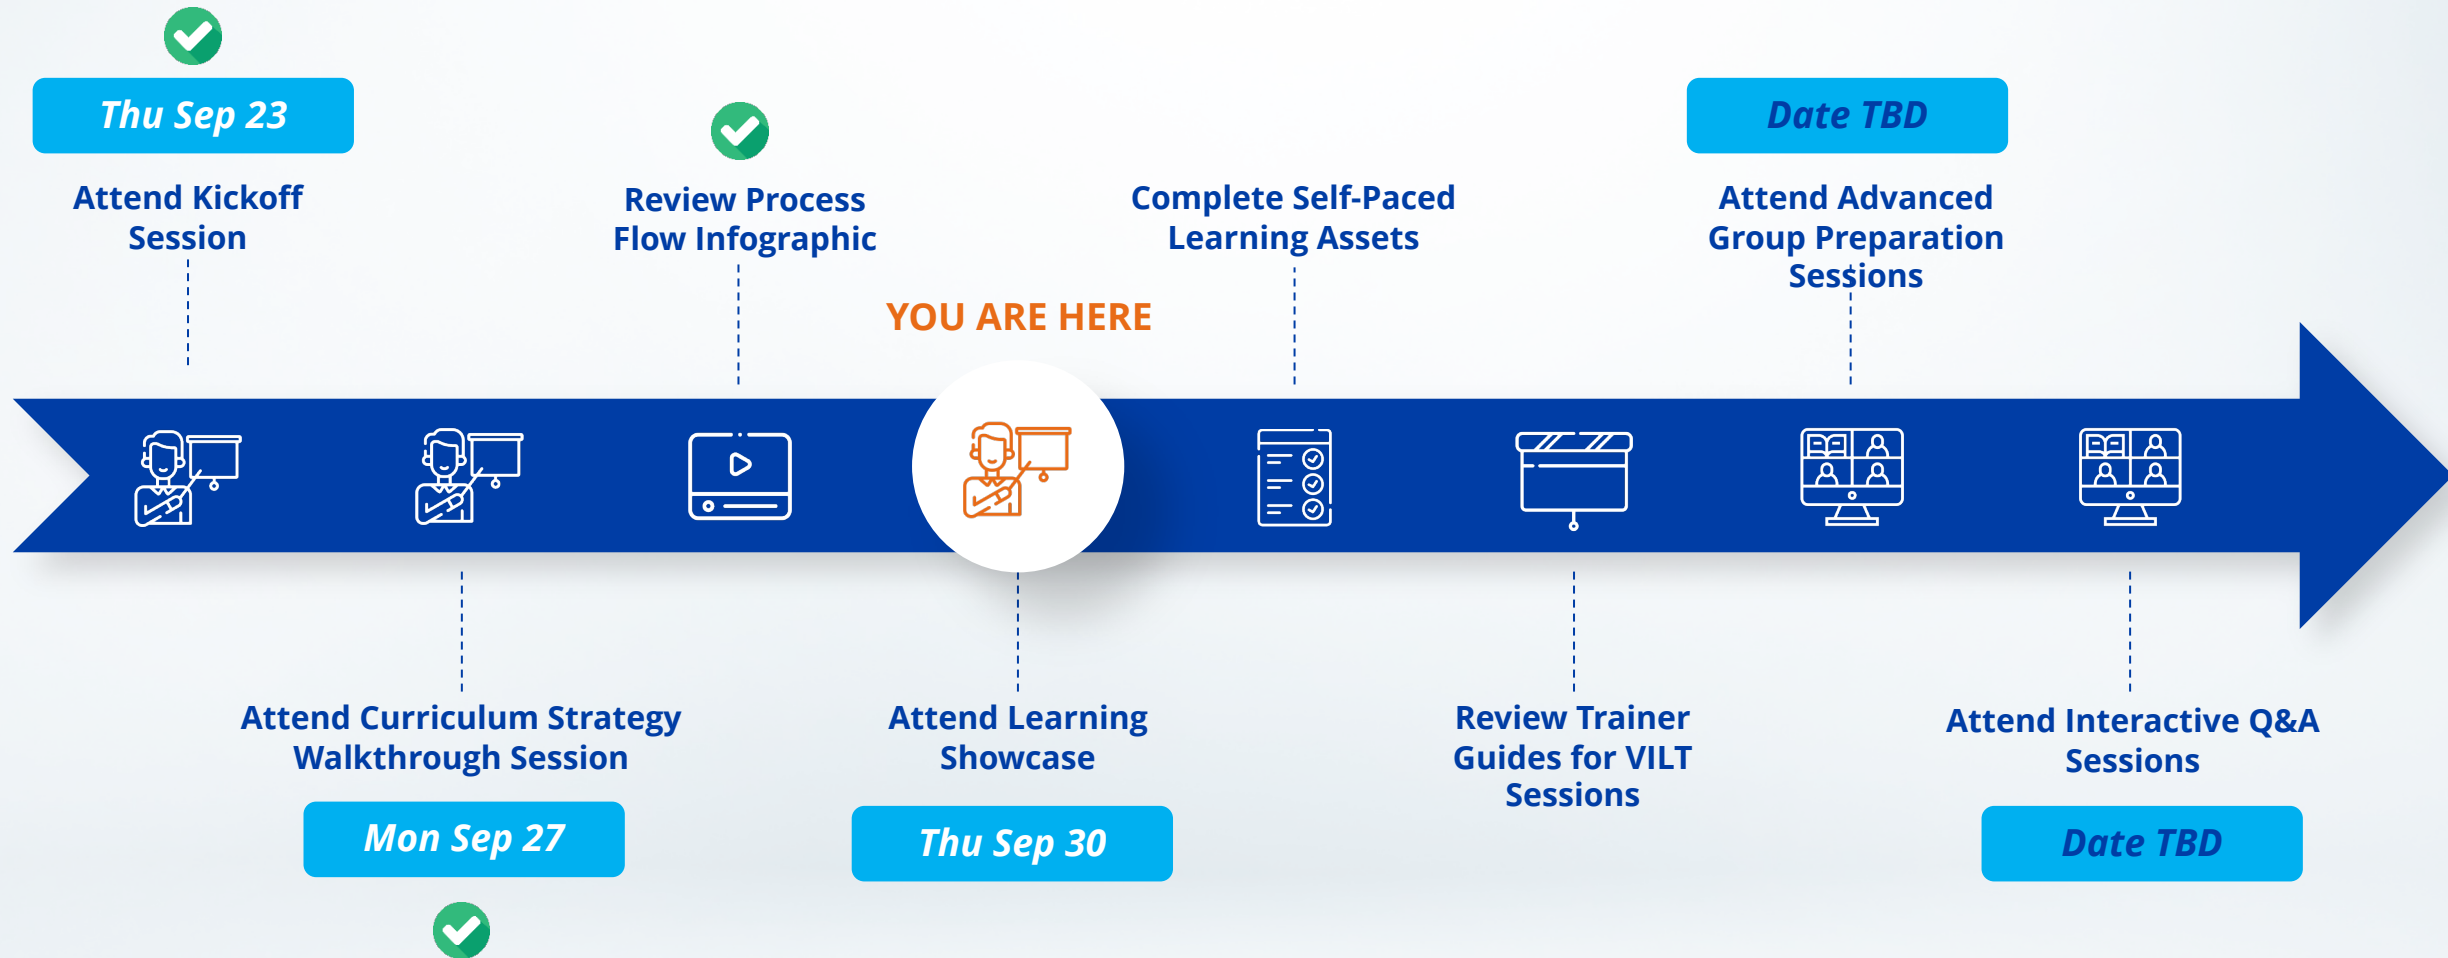 Thu Sep 23
Attend Kickoff
Session
Review Process
Flow Infographic
Complete Self-Paced
Learning Assets
Date TBD
Attend Advanced
Group Preparation
Sessions
YOU ARE HERE
Attend Curriculum Strategy
Walkthrough Session
Mon Sep 27
Attend Learning
Showcase
Thu Sep 30
Review Trainer
Guides for VILT
Sessions
Attend Interactive Q&A
Sessions
Date TBD